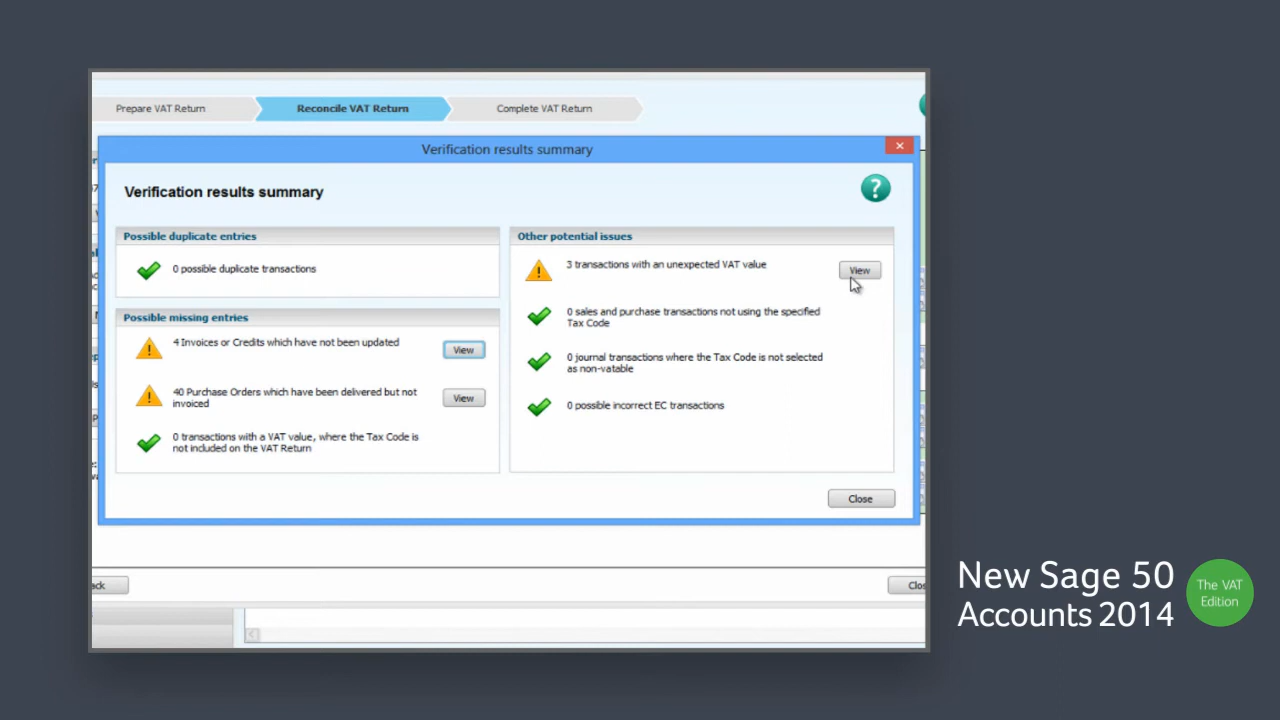 Prepare VAT Return
Reconcile VAT Return
Complete VAT Return
Verification results summary
Verification results summary
?
Possible duplicate entries
0 possible duplicate transactions
Possible missing entries
4 Invoices or Credits which have not been updated
View
40 Purchase Orders which have been delivered but not
invoiced
View
0 transactions with a VAT value, where the Tax Code is
not included on the VAT Return
Other potential issues
3 transactions with an unexpected VAT value
View
0 sales and purchase transactions not using the specified
Tax Code
0 journal transactions where the Tax Code is not selected
as non-vatable
0 possible incorrect EC transactions
Close
ack
Clos
New Sage 50
Accounts 2014
The VAT
Edition